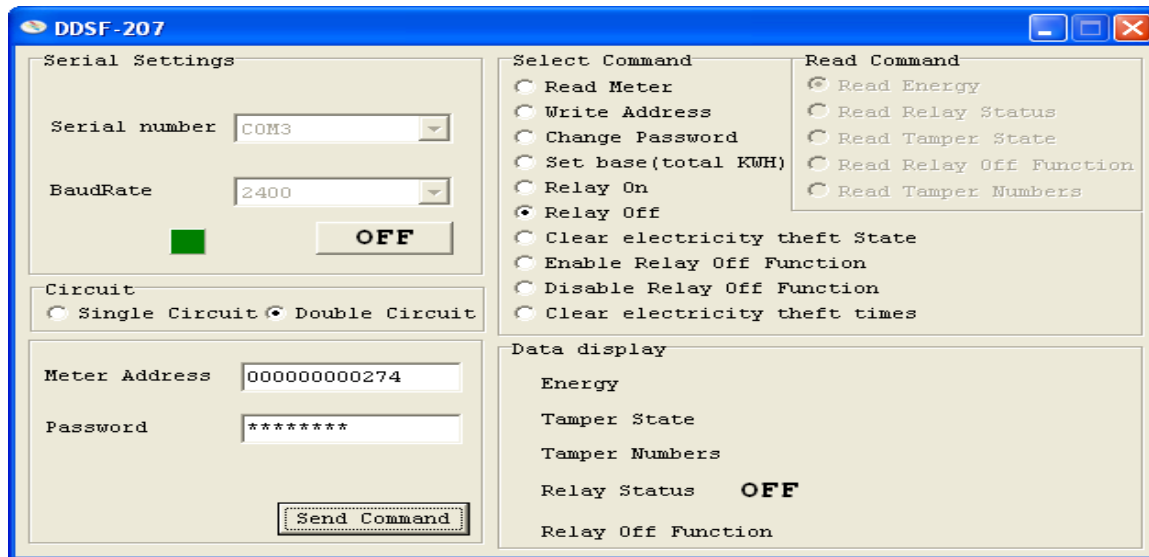 DDSF-207
Serial Settings
Serial number COM3
BaudRate 2400
OFF
Circuit
Single Circuit Double Circuit
Meter Address 000000000274
Password ********
Send Command
Select Command
Read Meter
Write Address
Change Password
Set base(total KWH)
Relay On
Relay Off
Clear electricity theft State
Enable Relay Off Function
Disable Relay Off Function
Clear electricity theft times
Read Command
Read Energy
Read Relay Status
Read Tamper State
Read Relay Off Function
Read Tamper Numbers
Data display
Energy
Tamper State
Tamper Numbers
Relay Status OFF
Relay Off Function